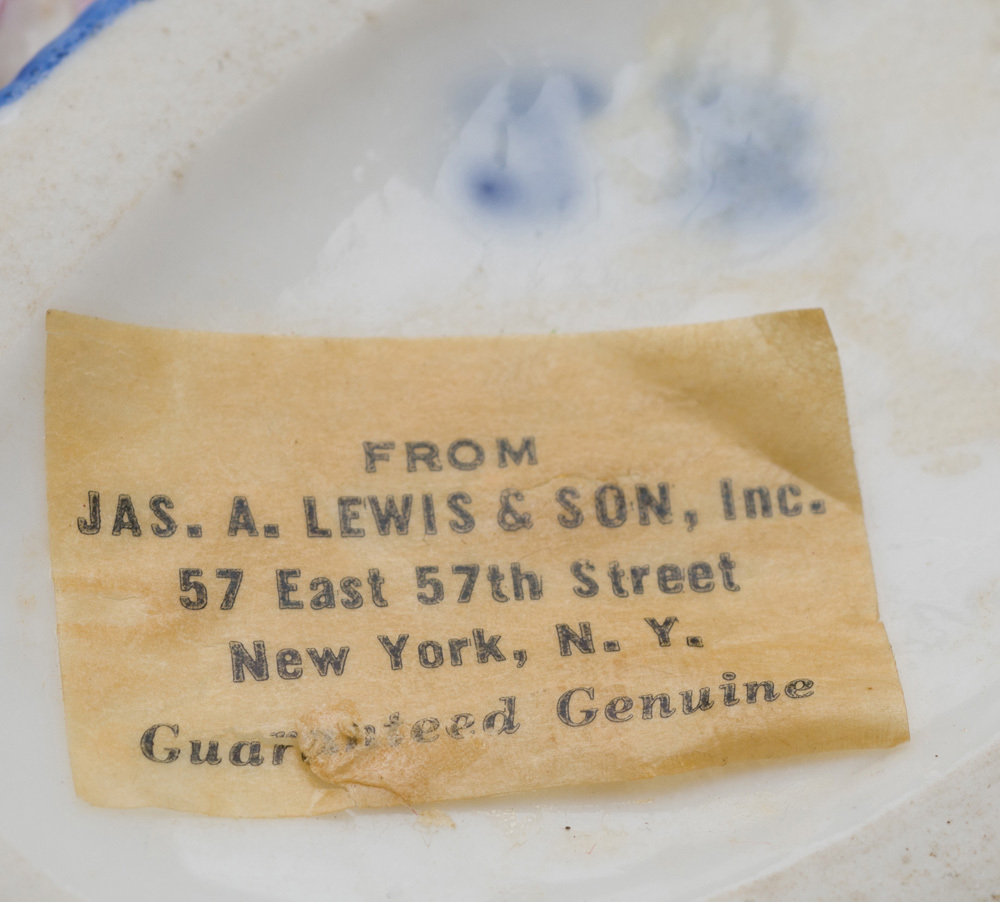 FROM
JAS. A. LEWIS & SON, Inc.
57 East 57th Street
New York, N. Y.
Guaranteed Genuine